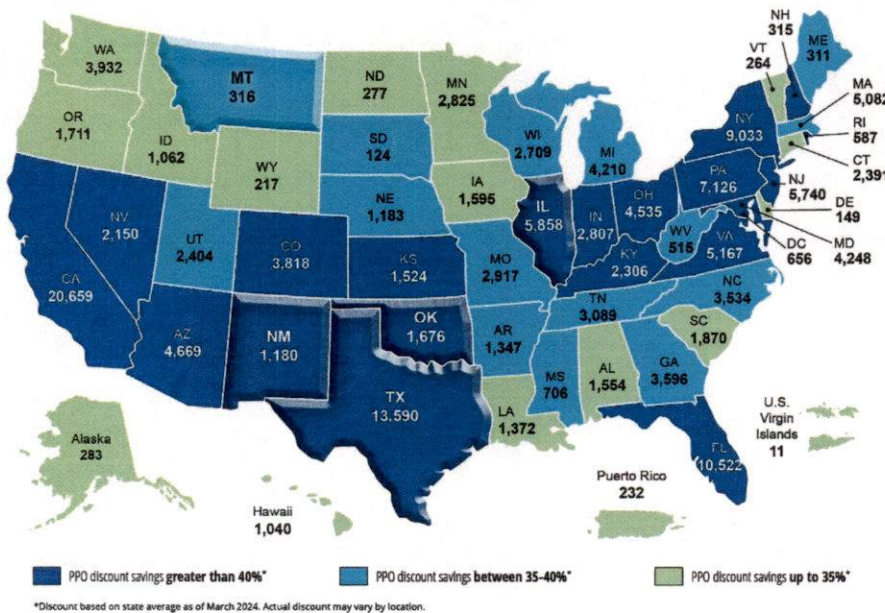 WA
3,932
OR
1,711
ID
1,062
MT
316
WY
217
ND
277
SD
124
NE
1,183
MN
2,825
IA
1,595
WI
2,709
MI
4,210
NV
2,150
UT
2,404
CO
3,818
KS
1,524
MO
2,917
IL
5,858
IN
2,807
OH
4,535
KY
2,306
WV
515
VA
5,167
PA
7,126
NY
9,033
VT
264
NH
315
ME
311
MA
5,082
RI
587
CT
2,391
NJ
5,740
DE
149
MD
4,248
DC
656
CA
20,659
AZ
4,669
NM
1,180
OK
1,676
TX
13,590
AR
1,347
LA
1,372
MS
706
AL
1,554
TN
3,089
NC
3,534
SC
1,870
GA
3,596
FL
10,522
Alaska
283
Hawaii
1,040
Puerto Rico
232
U.S.
Virgin
Islands
11
PPO discount savings greater than 40%*
PPO discount savings between 35-40%*
PPO discount savings up to 35%*
*Discount based on state average as of March 2024. Actual discount may vary by location.